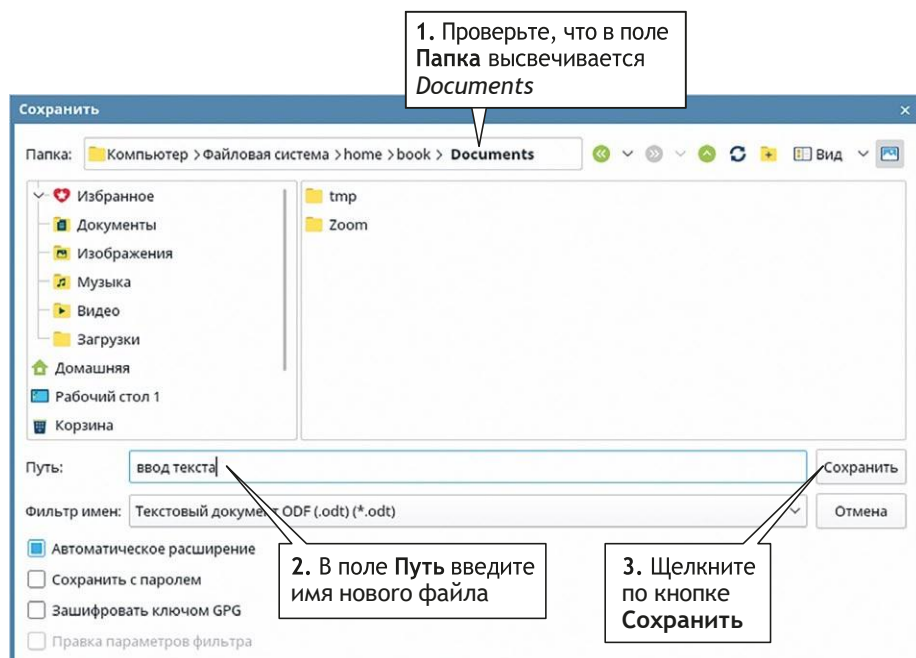 1. Проверьте, что в поле
Папка высвечивается
Documents
Сохранить
Папка: Компьютер >Файловая система >home >book > Documents
Вид
Избранное
Документы
Изображения
Музыка
Видео
Загрузки
Домашняя
Рабочий стол 1
Корзина
tmp
Zoom
Путь: ввод текста
Сохранить
Фильтр имен: Текстовый документ ODF (.odt) (*.odt)
Отмена
Автоматическое расширение
Сохранить с паролем
Зашифровать ключом GPG
Правка параметров фильтра
2. В поле Путь введите
имя нового файла
3. Щелкните
по кнопке
Сохранить